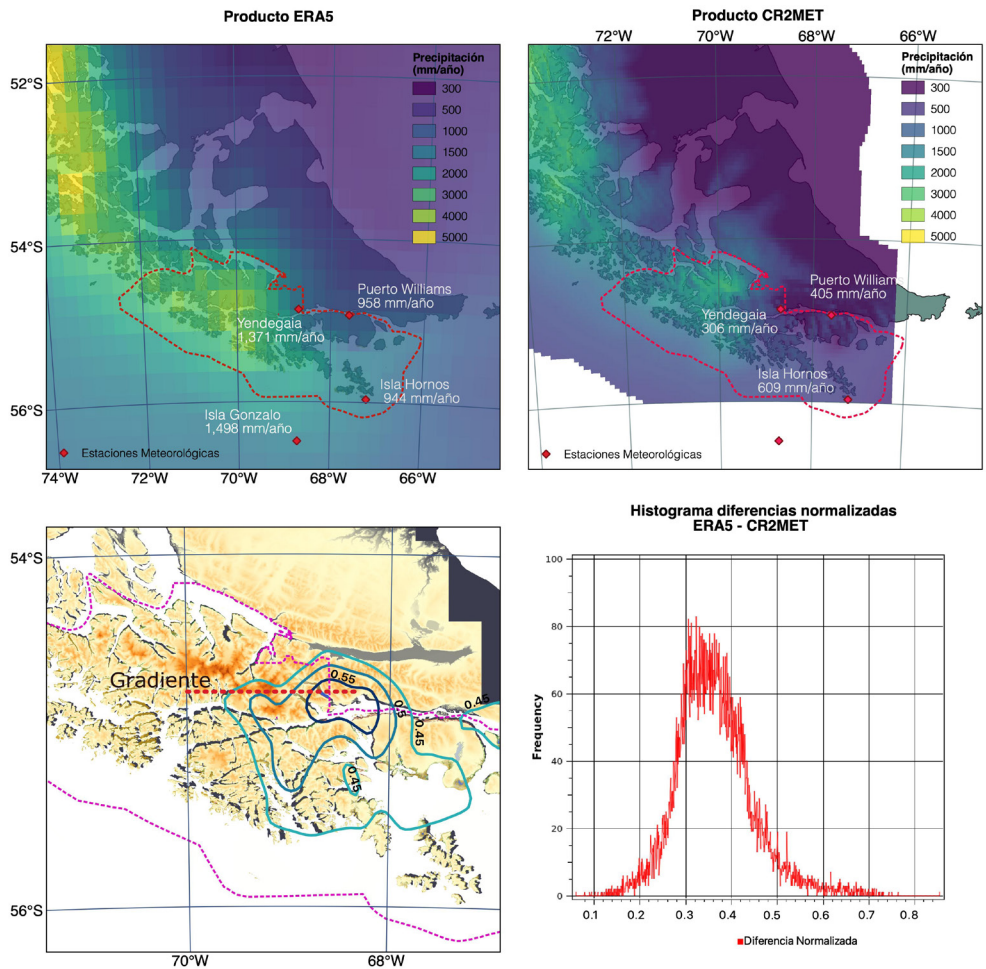 Producto ERA5
Precipitación
(mm/año)
300
500
1000
1500
2000
3000
4000
5000
52°S
54°S
56°S
Puerto Williams
958 mm/año
Yendegaia
1,371 mm/año
Isla Hornos
944 mm/año
Isla Gonzalo
1,498 mm/año
Estaciones Meteorológicas
74°W
72°W
70°W
68°W
66°W
Producto CR2MET
72°W
70°W
68°W
66°W
Precipitación
(mm/año)
300
500
1000
1500
2000
3000
4000
5000
Puerto William
405 mm/año
Yendegaia
306 mm/año
Isla Hornos
609 mm/año
Estaciones Meteorológicas
54°S
56°S
Gradiente
0.55
0.5
0.45
0.45
0.45
70°W
68°W
Histograma diferencias normalizadas
ERA5 - CR2MET
Frequency
100
80
60
40
20
0
0.1
0.2
0.3
0.4
0.5
0.6
0.7
0.8
Diferencia Normalizada